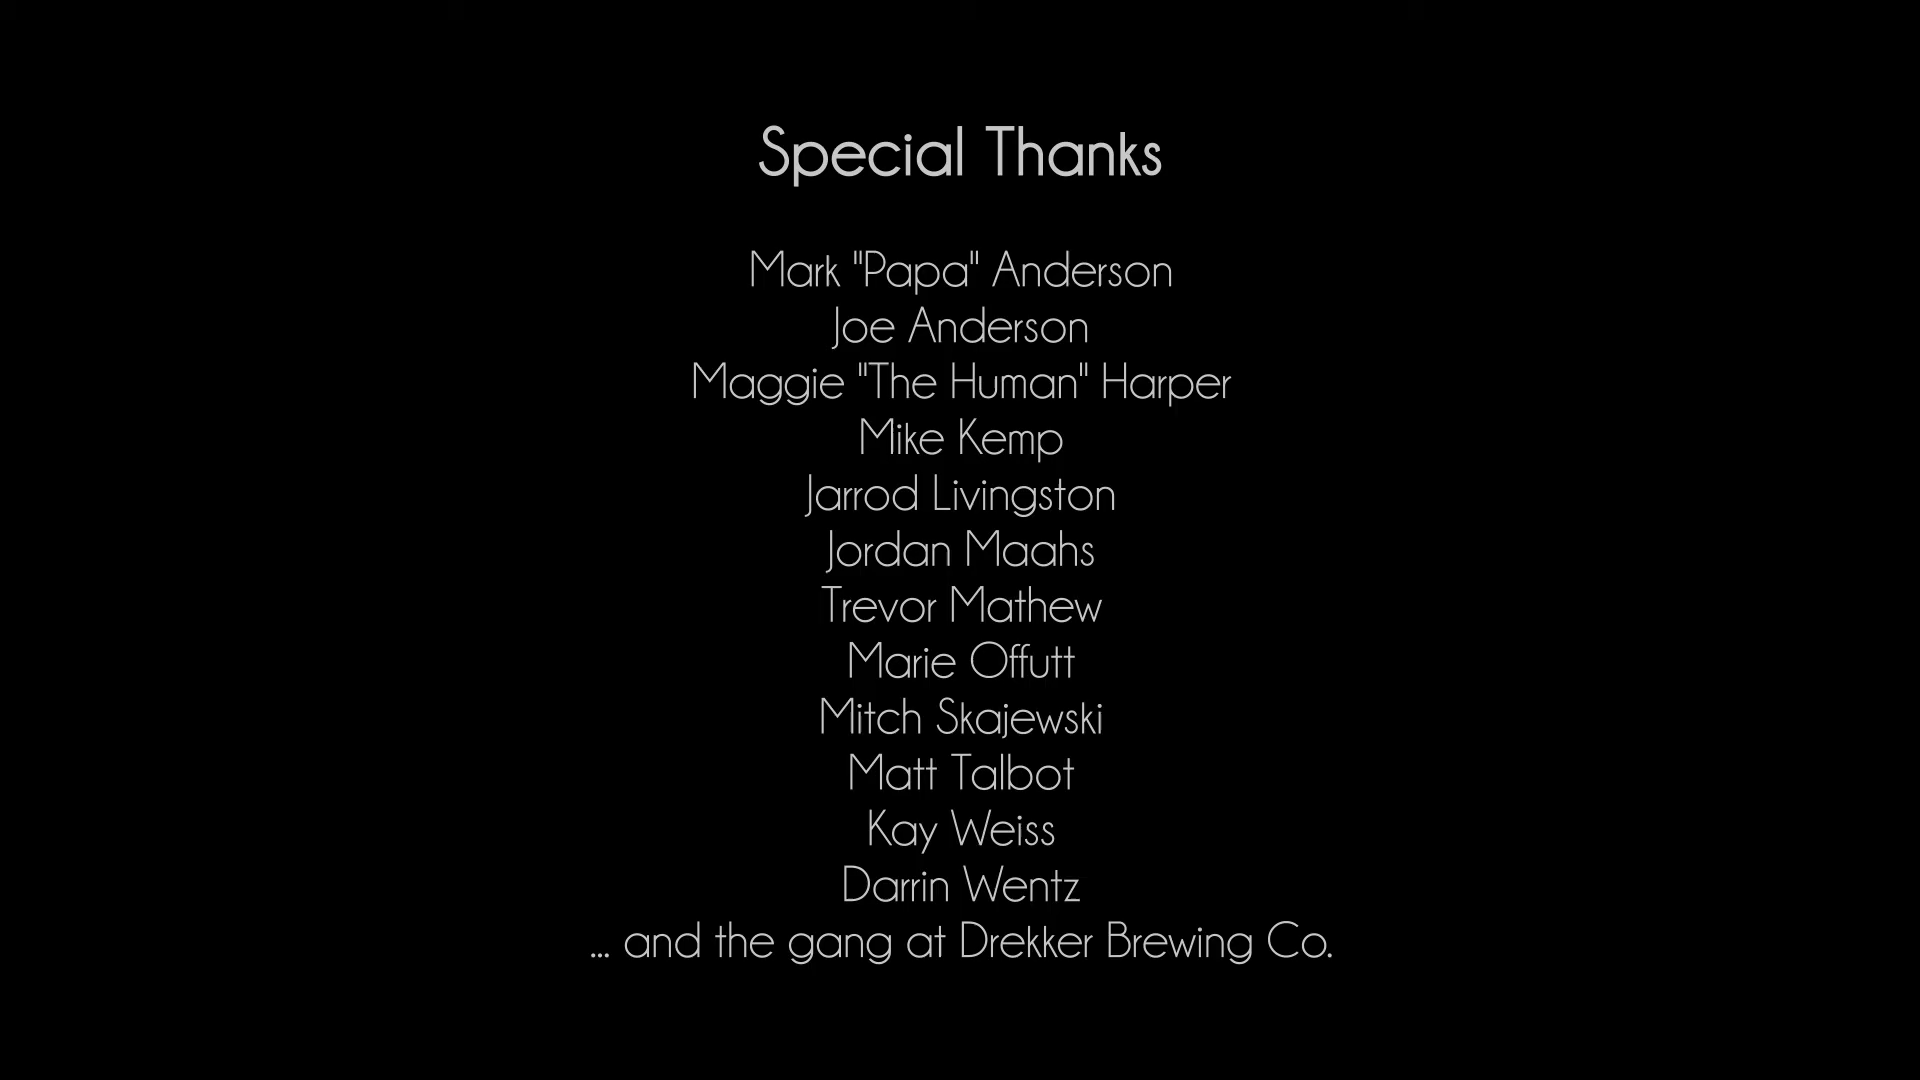 Special Thanks
Mark "Papa" Anderson
Joe Anderson
Maggie "The Human" Harper
Mike Kemp
Jarrod Livingston
Jordan Maahs
Trevor Mathew
Marie Offutt
Mitch Skajewski
Matt Talbot
Kay Weiss
Darrin Wentz
... and the gang at Drekker Brewing Co.